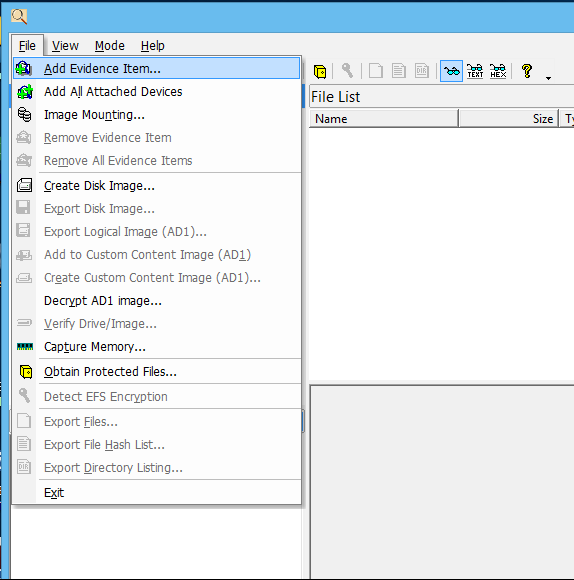 File View Mode Help
Add Evidence Item...
Add All Attached Devices
Image Mounting...
Remove Evidence Item
Remove All Evidence Items
Create Disk Image...
Export Disk Image...
Export Logical Image (AD1)...
Add to Custom Content Image (AD1)
Create Custom Content Image (AD1)...
Decrypt AD1 image...
Verify Drive/Image...
Capture Memory...
Obtain Protected Files...
Detect EFS Encryption
Export Files...
Export File Hash List...
DIR Export Directory Listing...
Exit
DIR TEXT HEX ?
File List
Name Size Ty